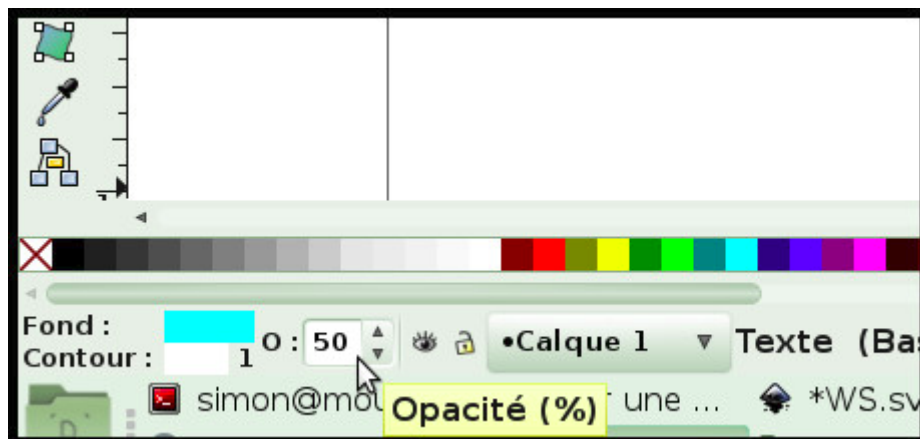 Fond :
Contour : 1 O : 50 •Calque 1 Texte (Ba
simon@mo une ... *WS.sv
Opacité (%)